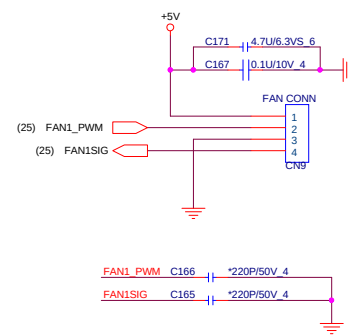 +5V
C171 4.7U/6.3VS_6
C167 0.1U/10V_4
FAN CONN
1
(25) FAN1_PWM 2
3
(25) FAN1SIG 4
CN9
FAN1_PWM C166 *220P/50V_4
FAN1SIG C165 *220P/50V_4